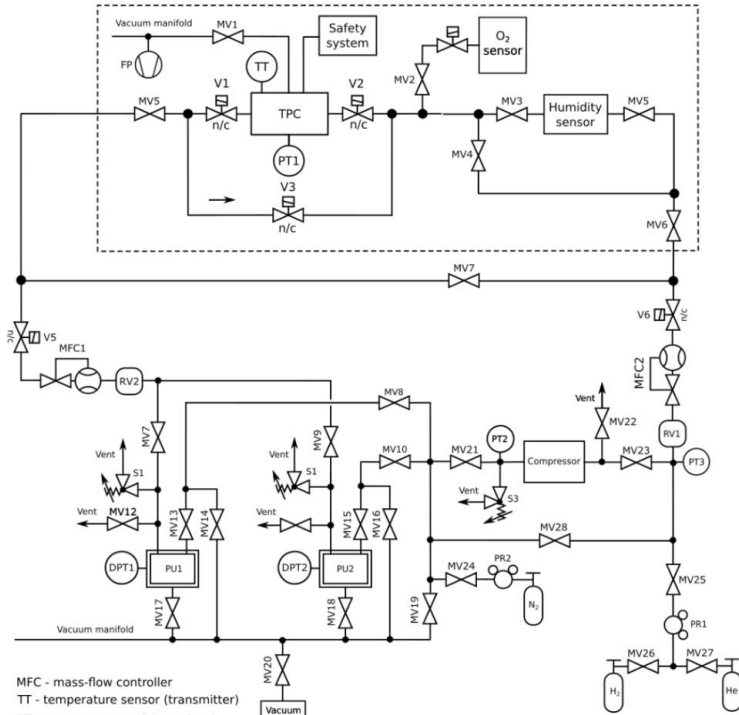 Vacuum manifold
MV1
FP
TT
Safety
system
O2
sensor
MV2
V1
V2
MV5
TPC
MV3
Humidity
sensor
MV5
n/c
n/c
PT1
MV4
V3
n/c
MV6
MV7
V5
n/c
V6
n/c
MFC1
RV2
MFC2
RV1
MV8
Vent
MV22
MV7
MV9
MV10
MV21
PT2
Compressor
MV23
PT3
Vent
S1
Vent
S1
Vent
S3
MV12
Vent
MV13
MV14
Vent
MV15
MV16
MV28
DPT1
PU1
DPT2
PU2
MV24
PR2
N2
MV25
MV17
MV18
MV19
PR1
Vacuum manifold
MV20
Vacuum
MV26
MV27
H2
He
MFC - mass-flow controller
TT - temperature sensor (transmitter)